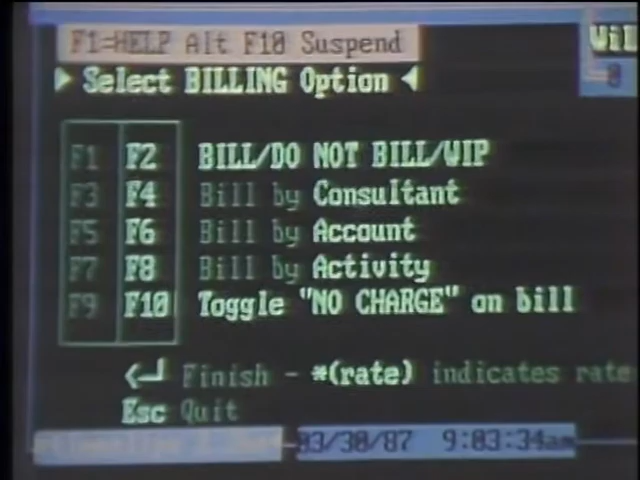 F1=HELP Alt F10 Suspend
Select BILLING Option
F1 F2 BILL/DO NOT BILL/WIP
F3 F4 Bill by Consultant
F5 F6 Bill by Account
F7 F8 Bill by Activity
F9 F10 Toggle "NO CHARGE" on bill
Finish - *(rate) indicates rate
Esc Quit
03/30/87 9:03:34am